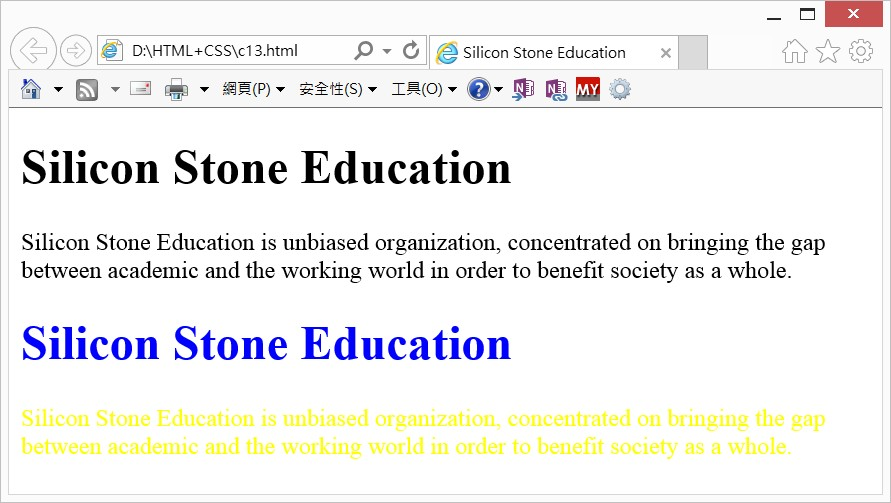 D:\HTML+CSS\c13.html
Silicon Stone Education
網頁(P)
安全性(S)
工具(O)
?
N
N
MY
Silicon Stone Education
Silicon Stone Education is unbiased organization, concentrated on bringing the gap
between academic and the working world in order to benefit society as a whole.
Silicon Stone Education
Silicon Stone Education is unbiased organization, concentrated on bringing the gap
between academic and the working world in order to benefit society as a whole.